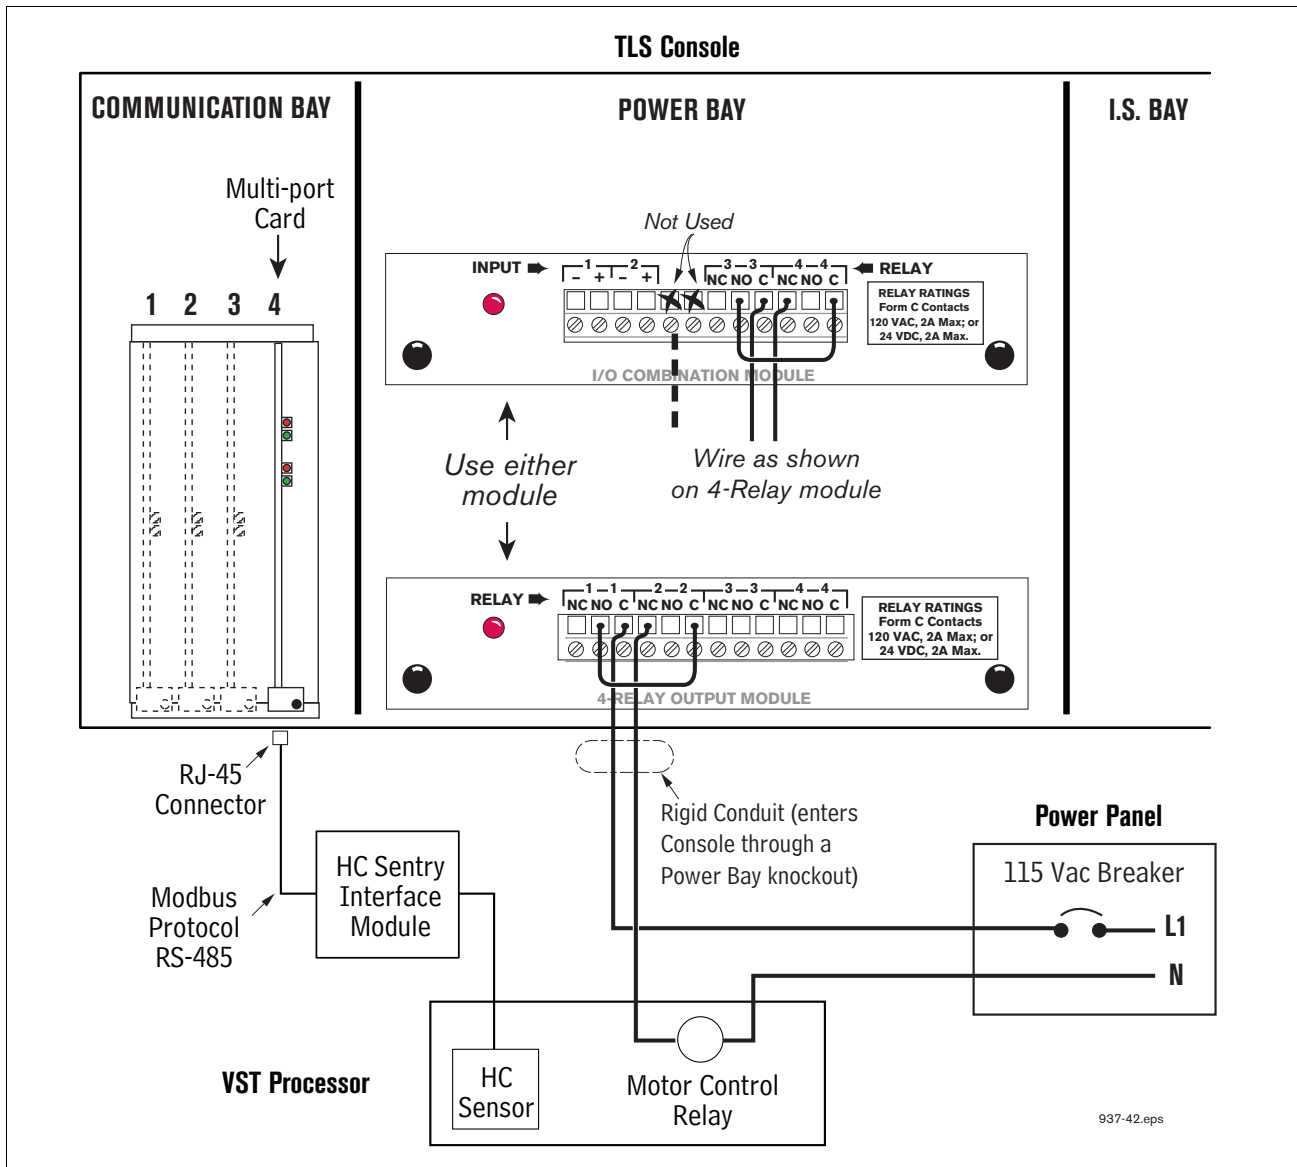 TLS Console
COMMUNICATION BAY
POWER BAY
I.S. BAY
Multi-port
Card
1 2 3 4
Not Used
INPUT
1 2
- + - +
3 3 4 4
NC NO C NC NO C
RELAY
RELAY RATINGS
Form C Contacts
120 VAC, 2A Max; or
24 VDC, 2A Max.
I/O COMBINATION MODULE
Use either
module
Wire as shown
on 4-Relay module
RELAY
1 1 2 2 3 3 4 4
NC NO C NC NO C NC NO C NC NO C
RELAY RATINGS
Form C Contacts
120 VAC, 2A Max; or
24 VDC, 2A Max.
4-RELAY OUTPUT MODULE
RJ-45
Connector
Rigid Conduit (enters
Console through a
Power Bay knockout)
Power Panel
115 Vac Breaker
L1
N
HC Sentry
Interface
Module
Modbus
Protocol
RS-485
VST Processor
HC
Sensor
Motor Control
Relay
937-42.eps